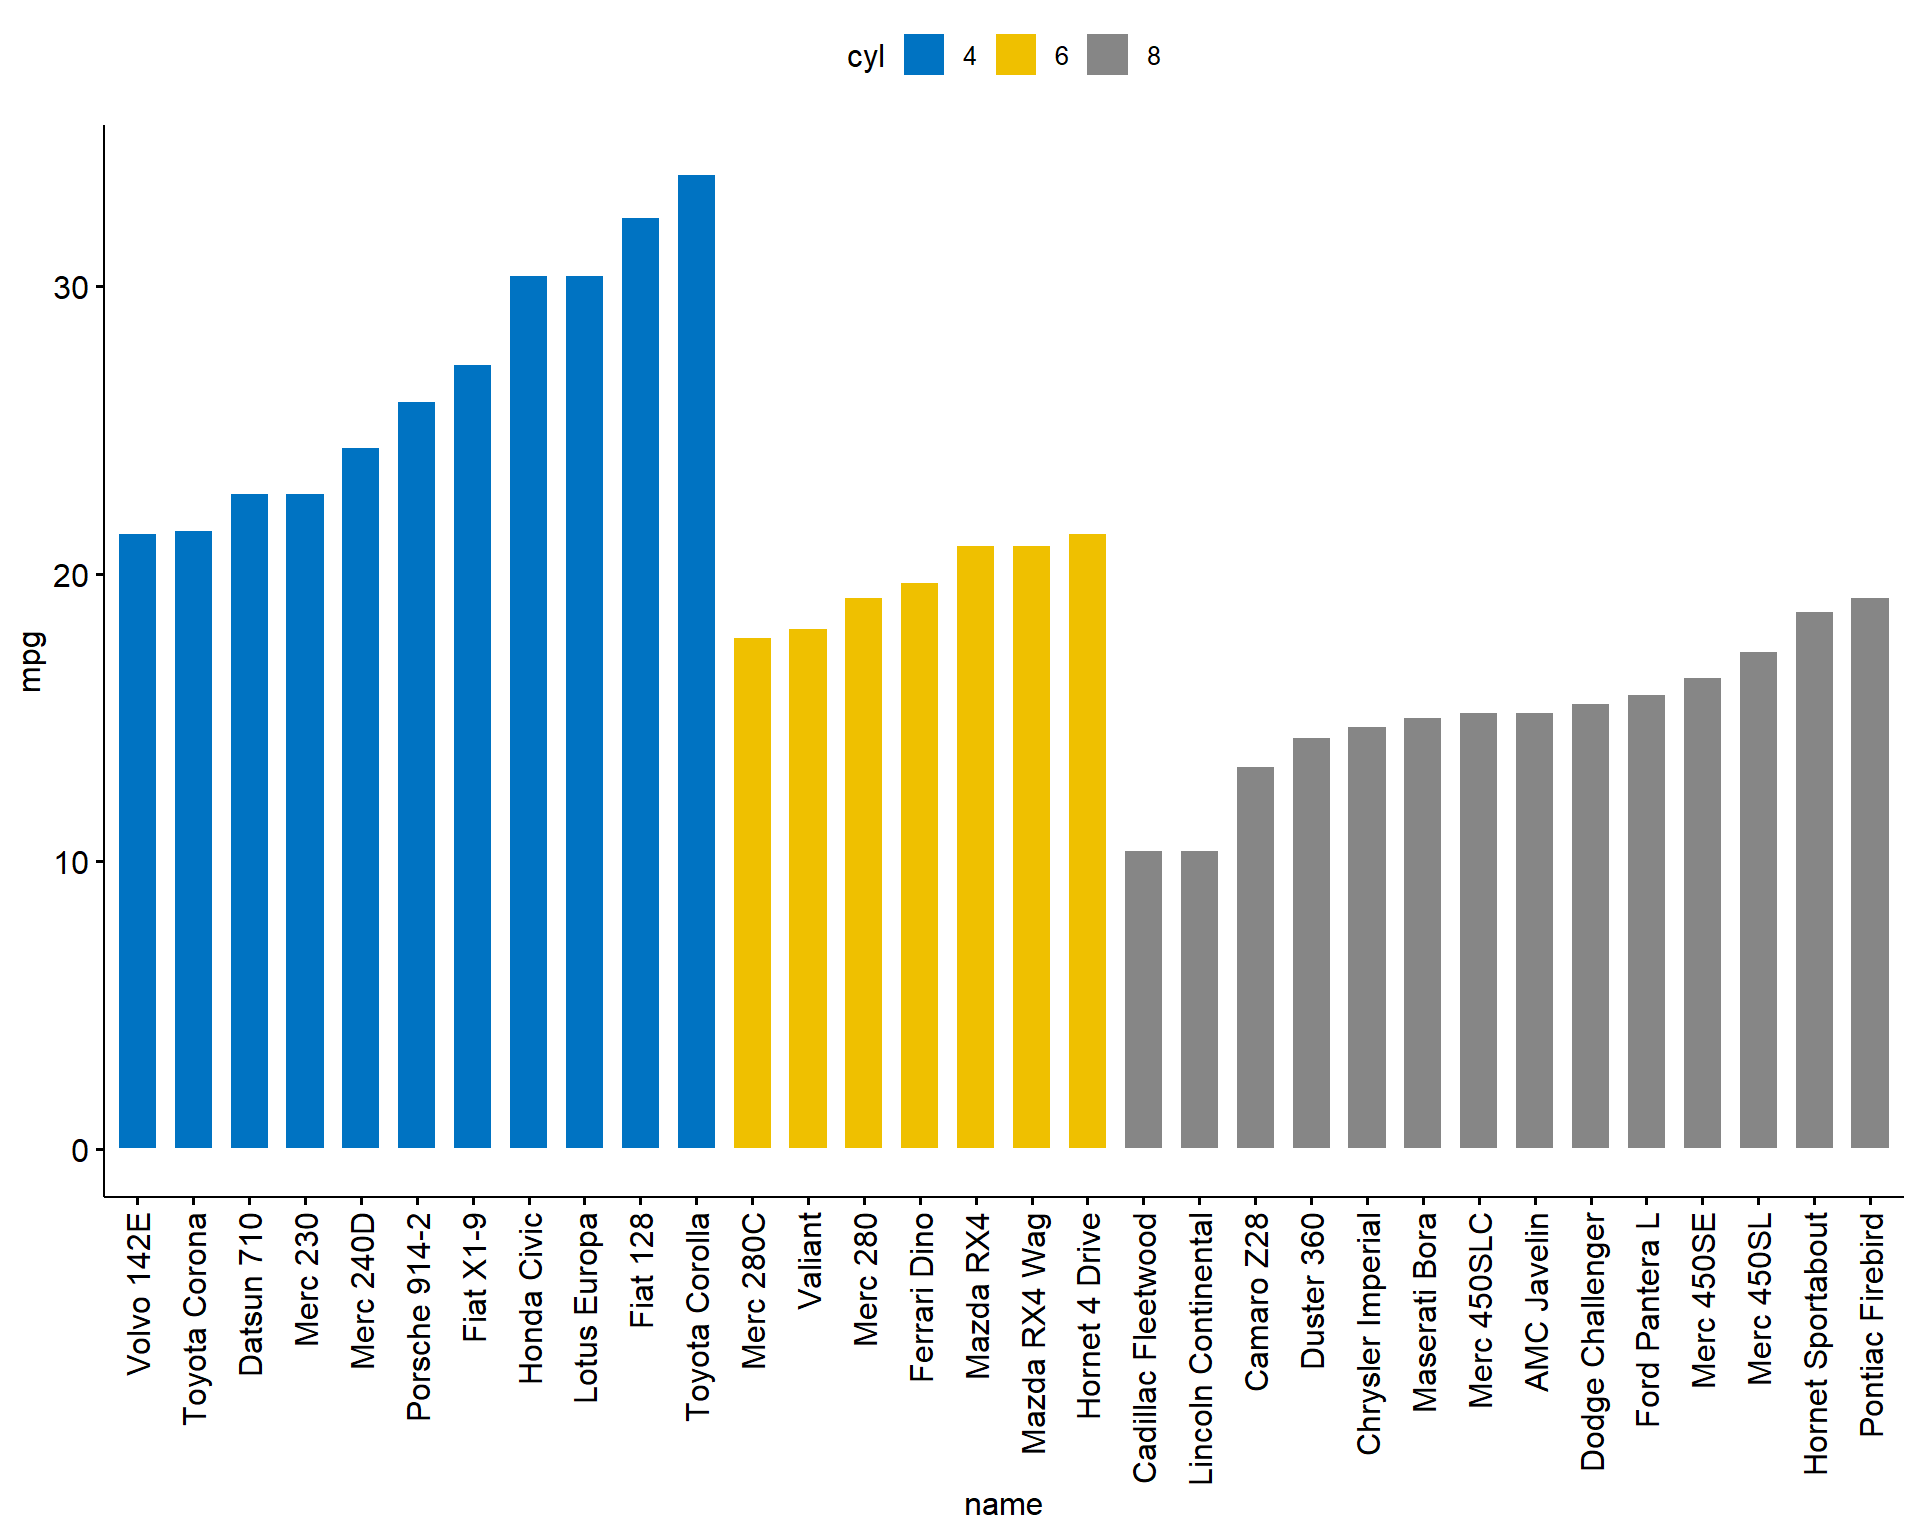 cyl 4 6 8
mpg
30
20
10
0
Volvo 142E
Toyota Corona
Datsun 710
Merc 230
Merc 240D
Porsche 914-2
Fiat X1-9
Honda Civic
Lotus Europa
Fiat 128
Toyota Corolla
Merc 280C
Valiant
Merc 280
Ferrari Dino
Mazda RX4
Mazda RX4 Wag
Hornet 4 Drive
Cadillac Fleetwood
Lincoln Continental
Camaro Z28
Duster 360
Chrysler Imperial
Maserati Bora
Merc 450SLC
AMC Javelin
Dodge Challenger
Ford Pantera L
Merc 450SE
Merc 450SL
Hornet Sportabout
Pontiac Firebird
name